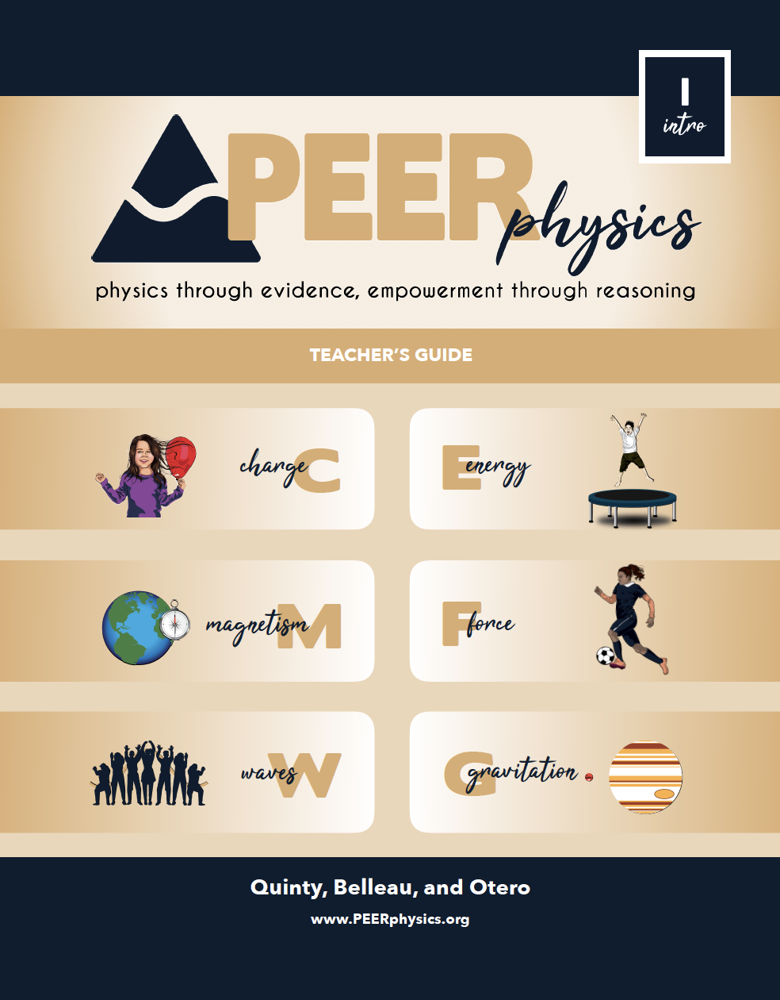 I
intro
PEER
physics
physics through evidence, empowerment through reasoning
TEACHER'S GUIDE
charge C
E energy
magnetism M
F force
waves W
G gravitation
Quinty, Belleau, and Otero
www.PEERphysics.org